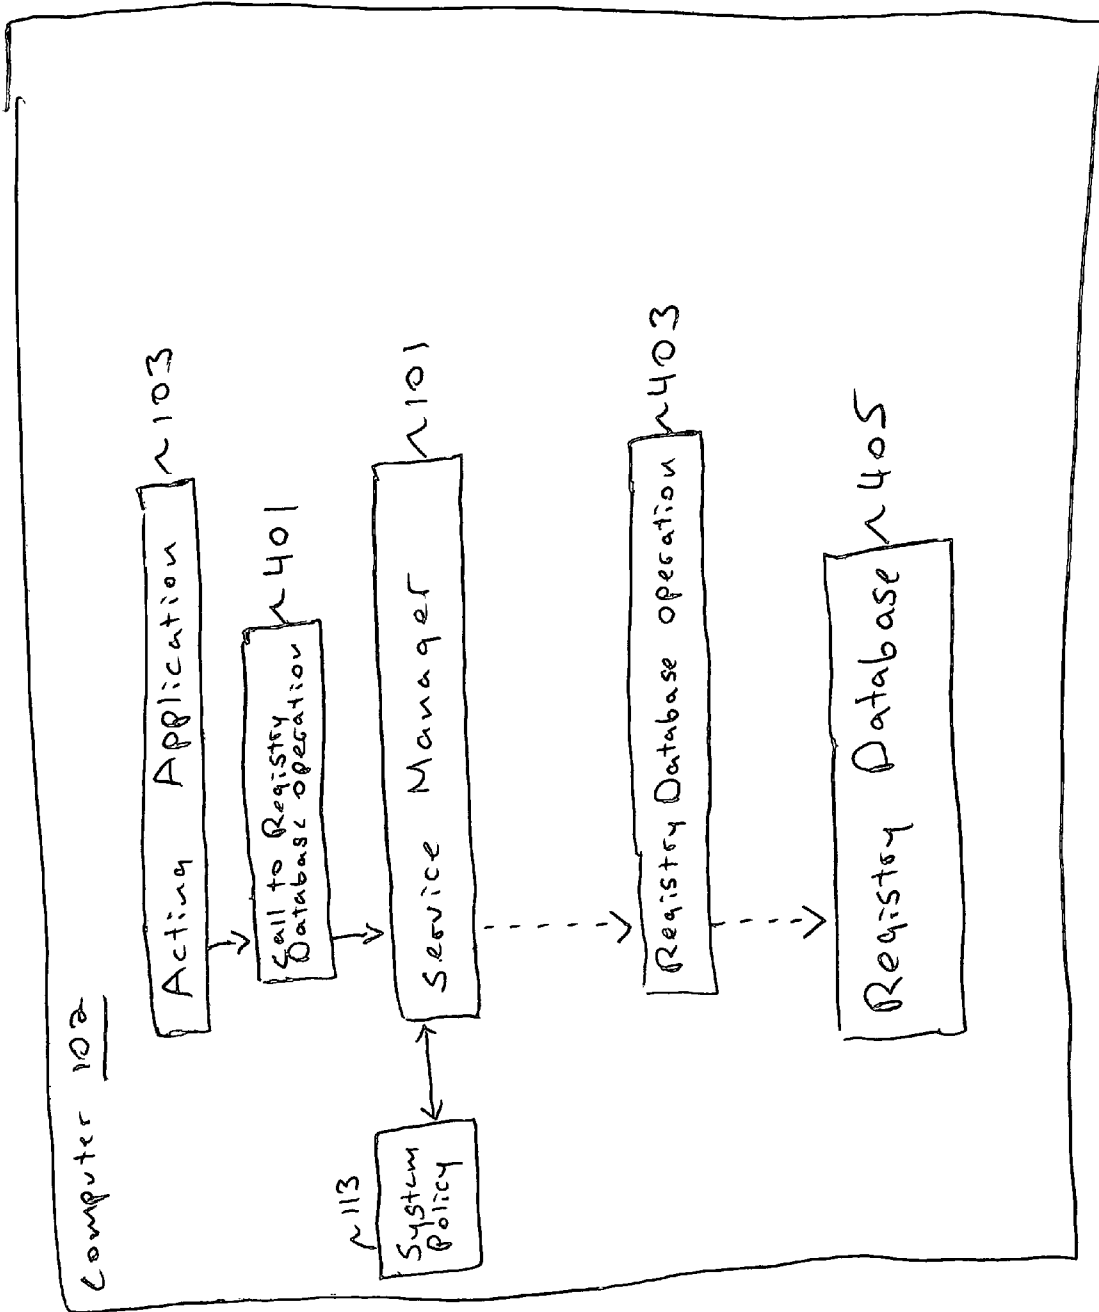 Computer 102
Acting Application ~103
Call to Registry
Database operation ~401
~113
System
Policy
Service Manager ~101
Registry Database operation ~403
Registry Database ~405